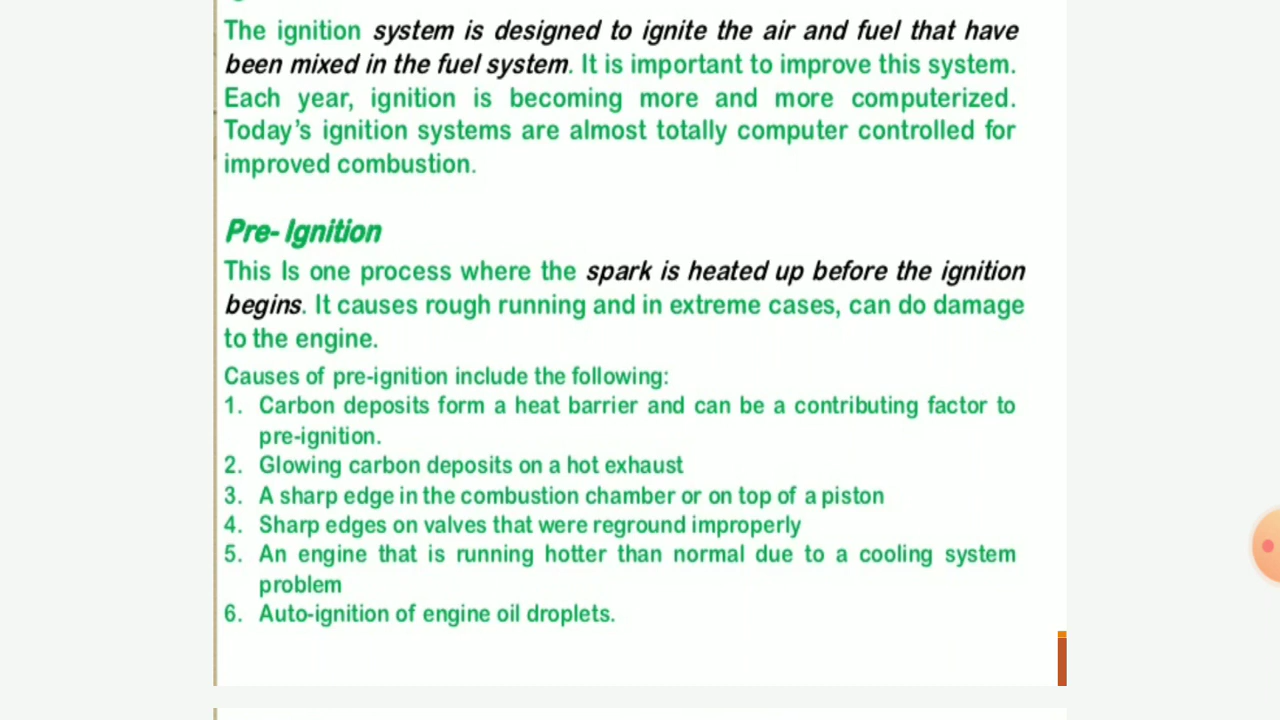 The ignition system is designed to ignite the air and fuel that have
been mixed in the fuel system. It is important to improve this system.
Each year, ignition is becoming more and more computerized.
Today's ignition systems are almost totally computer controlled for
improved combustion.
Pre- Ignition
This Is one process where the spark is heated up before the ignition
begins. It causes rough running and in extreme cases, can do damage
to the engine.
Causes of pre-ignition include the following:
1. Carbon deposits form a heat barrier and can be a contributing factor to
pre-ignition.
2. Glowing carbon deposits on a hot exhaust
3. A sharp edge in the combustion chamber or on top of a piston
4. Sharp edges on valves that were reground improperly
5. An engine that is running hotter than normal due to a cooling system
problem
6. Auto-ignition of engine oil droplets.